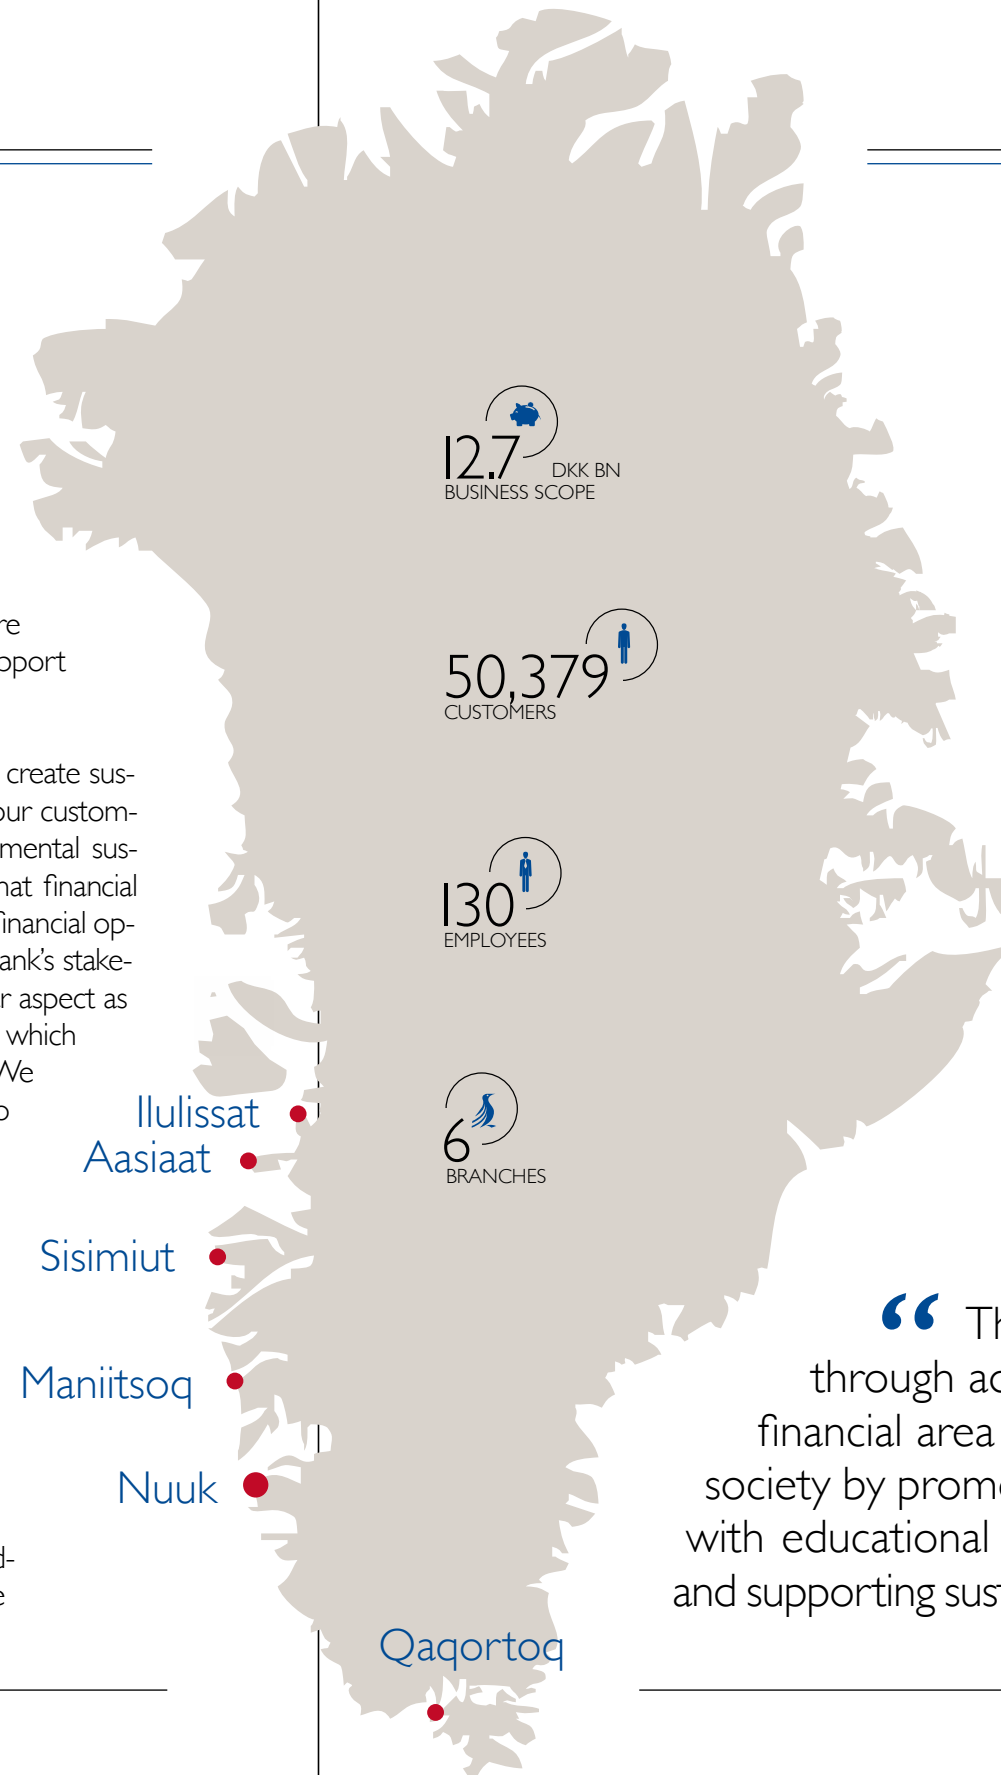 12.7 DKK BN
BUSINESS SCOPE
50,379
CUSTOMERS
130
EMPLOYEES
6
BRANCHES
re
pport
create sus-
our custom-
mental sus-
hat financial
financial op-
ank's stake-
r aspect as
which
We
o
Ilulissat
Aasiaat
Sisimiut
Maniitsoq
Nuuk
d-
e
Qaqortoq
“ Th
through ac
financial area
society by prom
with educational
and supporting sust